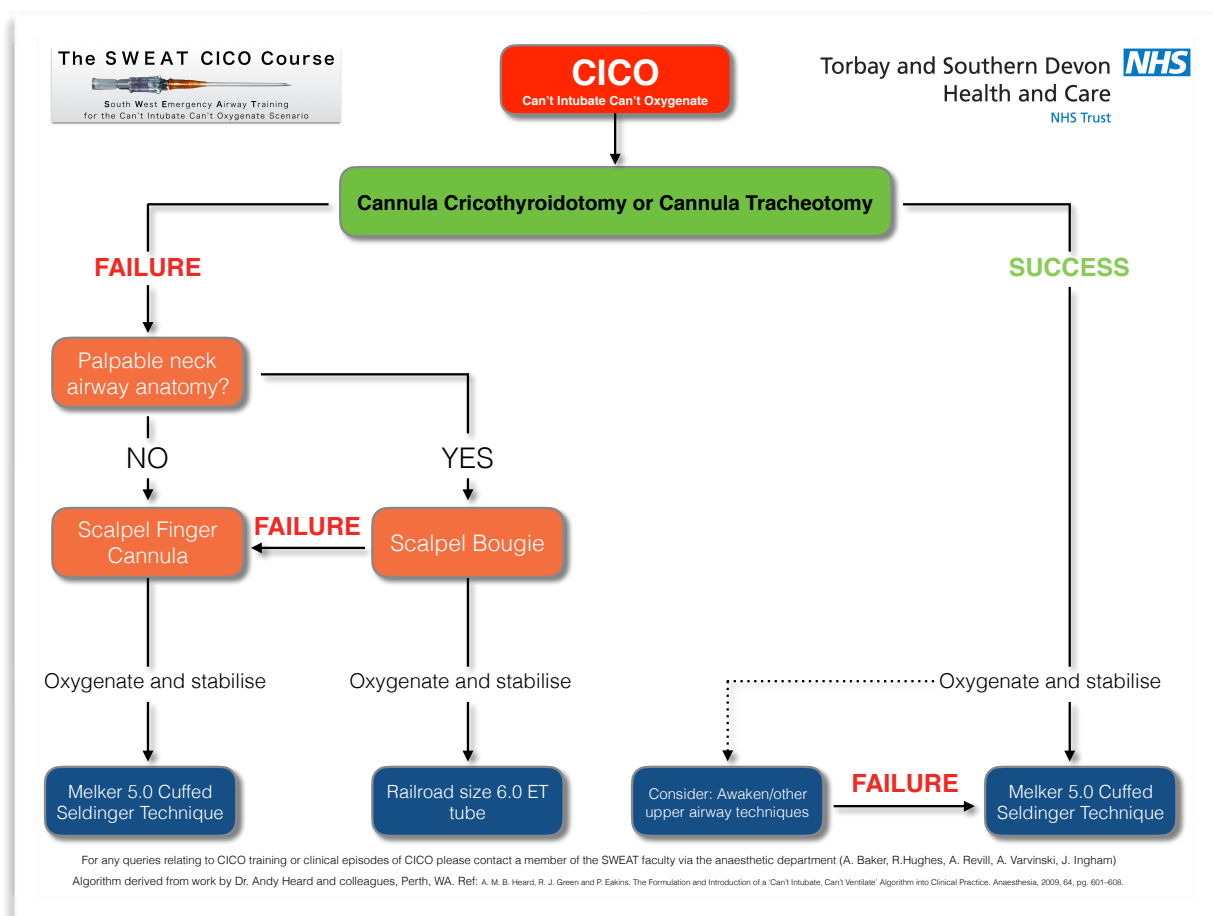 The SWEAT CICO Course
South West Emergency Airway Training
for the Can't Intubate Can't Oxygenate Scenario
CICO
Can't Intubate Can't Oxygenate
Torbay and Southern Devon NHS
Health and Care
NHS Trust
Cannula Cricothyroidotomy or Cannula Tracheotomy
FAILURE
SUCCESS
Palpable neck
airway anatomy?
NO
YES
Scalpel Finger
Cannula
FAILURE
Scalpel Bougie
Oxygenate and stabilise
Oxygenate and stabilise
Oxygenate and stabilise
Melker 5.0 Cuffed
Seldinger Technique
Railroad size 6.0 ET
tube
Consider: Awaken/other
upper airway techniques
FAILURE
Melker 5.0 Cuffed
Seldinger Technique
For any queries relating to CICO training or clinical episodes of CICO please contact a member of the SWEAT faculty via the anaesthetic department (A. Baker, R.Hughes, A. Revill, A. Varvinski, J. Ingham)
Algorithm derived from work by Dr. Andy Heard and colleagues, Perth, WA. Ref: A. M. B. Heard, R. J. Green and P. Eakins. The Formulation and Introduction of a 'Can't Intubate, Can't Ventilate' Algorithm into Clinical Practice. Anaesthesia, 2009, 64, pg. 601–608.